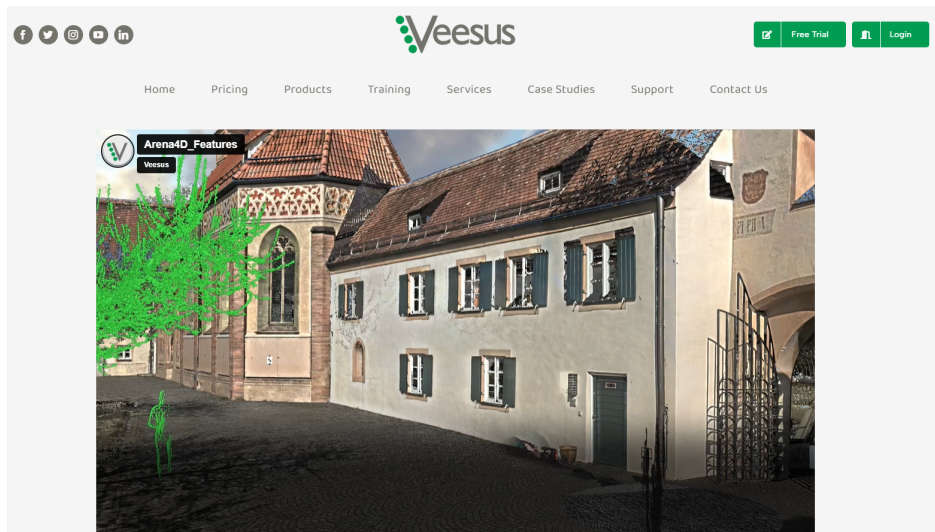 Veesus
Free Trial
Login
Home
Pricing
Products
Training
Services
Case Studies
Support
Contact Us
Arena4D_Features
Veesus